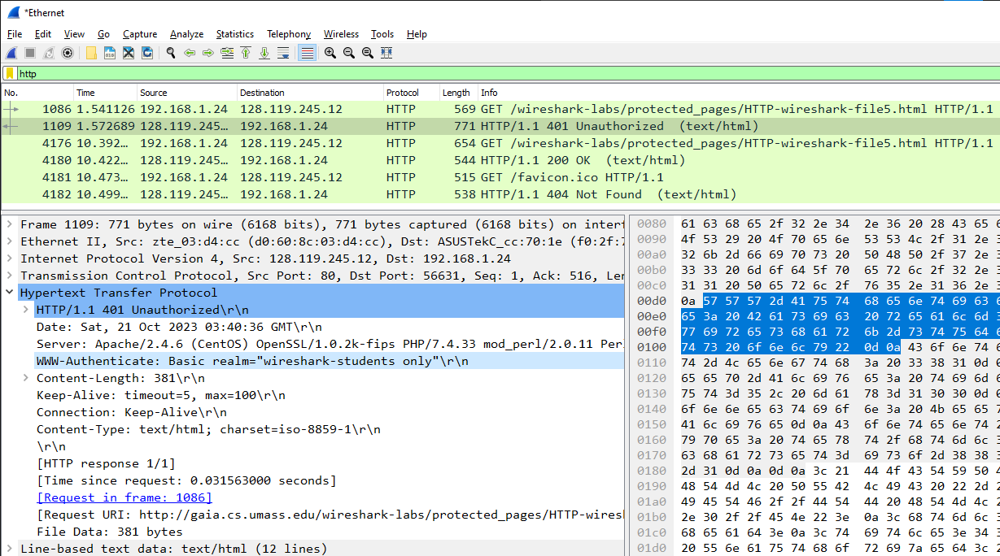 *Ethernet
File Edit View Go Capture Analyze Statistics Telephony Wireless Tools Help
http
No. Time Source Destination Protocol Length Info
1086 1.541126 192.168.1.24 128.119.245.12 HTTP 569 GET /wireshark-labs/protected_pages/HTTP-wireshark-file5.html HTTP/1.1
1109 1.572689 128.119.245… 192.168.1.24 HTTP 771 HTTP/1.1 401 Unauthorized (text/html)
4176 10.392… 192.168.1.24 128.119.245.12 HTTP 654 GET /wireshark-labs/protected_pages/HTTP-wireshark-file5.html HTTP/1.1
4180 10.422… 128.119.245… 192.168.1.24 HTTP 544 HTTP/1.1 200 OK (text/html)
4181 10.473… 192.168.1.24 128.119.245.12 HTTP 515 GET /favicon.ico HTTP/1.1
4182 10.499… 128.119.245… 192.168.1.24 HTTP 538 HTTP/1.1 404 Not Found (text/html)
Frame 1109: 771 bytes on wire (6168 bits), 771 bytes captured (6168 bits) on interf
Ethernet II, Src: zte_03:d4:cc (d0:60:8c:03:d4:cc), Dst: ASUSTekC_cc:70:1e (f0:2f:7
Internet Protocol Version 4, Src: 128.119.245.12, Dst: 192.168.1.24
Transmission Control Protocol, Src Port: 80, Dst Port: 56631, Seq: 1, Ack: 516, Len
Hypertext Transfer Protocol
HTTP/1.1 401 Unauthorized\r\n
Date: Sat, 21 Oct 2023 03:40:36 GMT\r\n
Server: Apache/2.4.6 (CentOS) OpenSSL/1.0.2k-fips PHP/7.4.33 mod_perl/2.0.11 Per
WWW-Authenticate: Basic realm="wireshark-students only"\r\n
Content-Length: 381\r\n
Keep-Alive: timeout=5, max=100\r\n
Connection: Keep-Alive\r\n
Content-Type: text/html; charset=iso-8859-1\r\n
\r\n
[HTTP response 1/1]
[Time since request: 0.031563000 seconds]
[Request in frame: 1086]
[Request URI: http://gaia.cs.umass.edu/wireshark-labs/protected_pages/HTTP-wiresh
File Data: 381 bytes
Line-based text data: text/html (12 lines)
0080 61 63 68 65 2f 32 2e 34 2e 36 20 28 43 65
0090 4f 53 29 20 4f 70 65 6e 53 53 4c 2f 31 2e
00a0 32 6b 2d 66 69 70 73 20 50 48 50 2f 37 2e
00b0 33 33 20 6d 6f 64 5f 70 65 72 6c 2f 32 2e
00c0 31 31 20 50 65 72 6c 2f 76 35 2e 31 36 2e
00d0 0a 57 57 57 2d 41 75 74 68 65 6e 74 69 63
00e0 65 3a 20 42 61 73 69 63 20 72 65 61 6c 6d
00f0 77 69 72 65 73 68 61 72 6b 2d 73 74 75 64
0100 74 73 20 6f 6e 6c 79 22 0d 0a 43 6f 6e 74
0110 74 2d 4c 65 6e 67 74 68 3a 20 33 38 31 0d
0120 65 65 70 2d 41 6c 69 76 65 3a 20 74 69 6d
0130 75 74 3d 35 2c 20 6d 61 78 3d 31 30 30 0d
0140 6f 6e 6e 65 63 74 69 6f 6e 3a 20 4b 65 65
0150 41 6c 69 76 65 0d 0a 43 6f 6e 74 65 6e 74
0160 79 70 65 3a 20 74 65 78 74 2f 68 74 6d 6c
0170 63 68 61 72 73 65 74 3d 69 73 6f 2d 38 38
0180 2d 31 0d 0a 0d 0a 3c 21 44 4f 43 54 59 50
0190 48 54 4d 4c 20 50 55 42 4c 49 43 20 22 2d
01a0 49 45 54 46 2f 2f 44 54 44 20 48 54 4d 4c
01b0 2e 30 2f 2f 45 4e 22 3e 0a 3c 68 74 6d 6c
01c0 68 65 61 64 3e 0a 3c 74 69 74 6c 65 3e 34
01d0 20 55 6e 61 75 74 68 6f 72 69 7a 65 64 3c